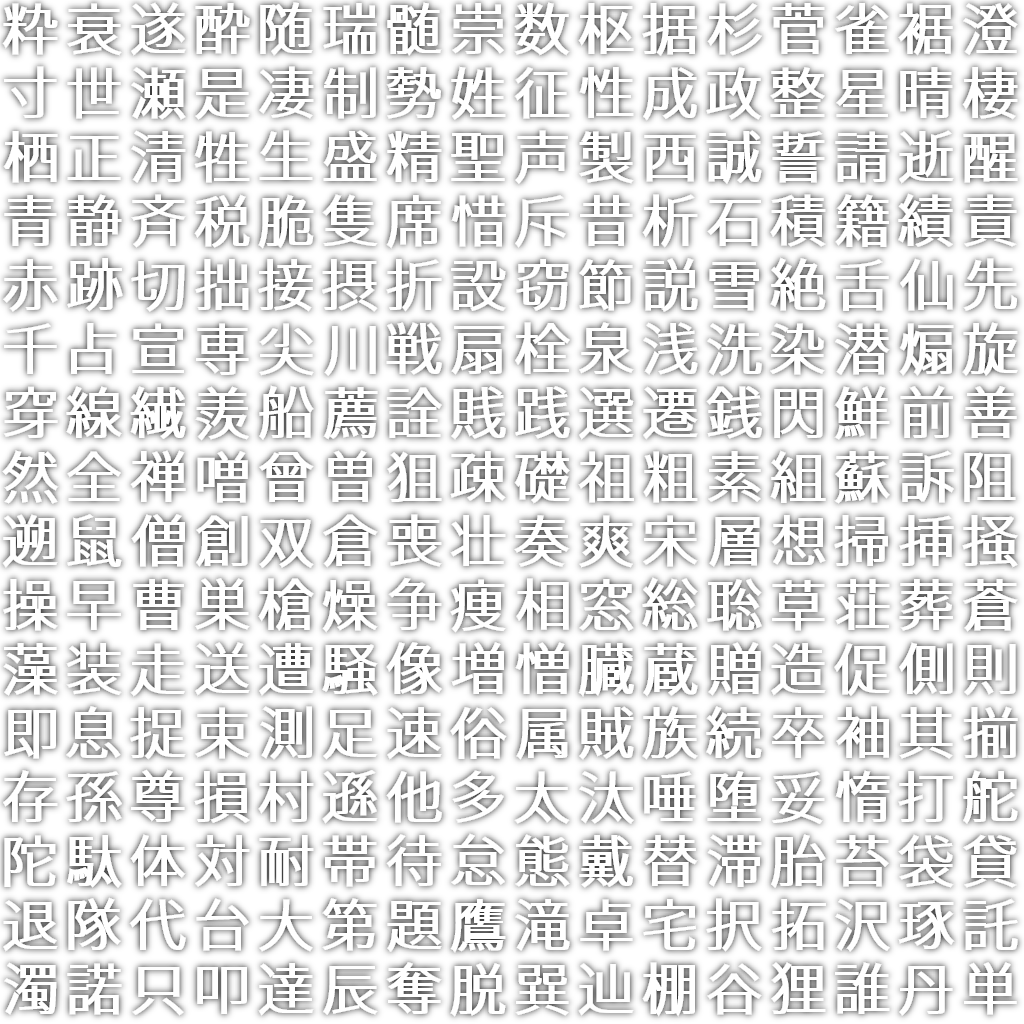 粋衰遂酔随瑞髄崇数枢据杉菅雀裾澄
寸世瀬是凄制勢姓征性成政整星晴棲
栖正清牲生盛精聖声製西誠誓請逝醒
青静斉税脆隻席惜斥昔析石積籍績責
赤跡切拙接摂折設窃節説雪絶舌仙先
千占宣専尖川戦扇栓泉浅洗染潜煽旋
穿線繊羨船薦詮賎践選遷銭閃鮮前善
然全禅噌曾曽狙疎礎祖粗素組蘇訴阻
遡鼠僧創双倉喪壮奏爽宋層想掃挿掻
操早曹巣槍燥争痩相窓総聡草荘葬蒼
藻装走送遭騒像増憎臓蔵贈造促側則
即息捉束測足速俗属賊族続卒袖其揃
存孫尊損村遜他多太汰唾堕妥惰打舵
陀駄体対耐帯待怠態戴替滞胎苔袋貸
退隊代台大第題鷹滝卓宅択拓沢琢託
濁諾只叩達辰奪脱巽辿棚谷狸誰丹単